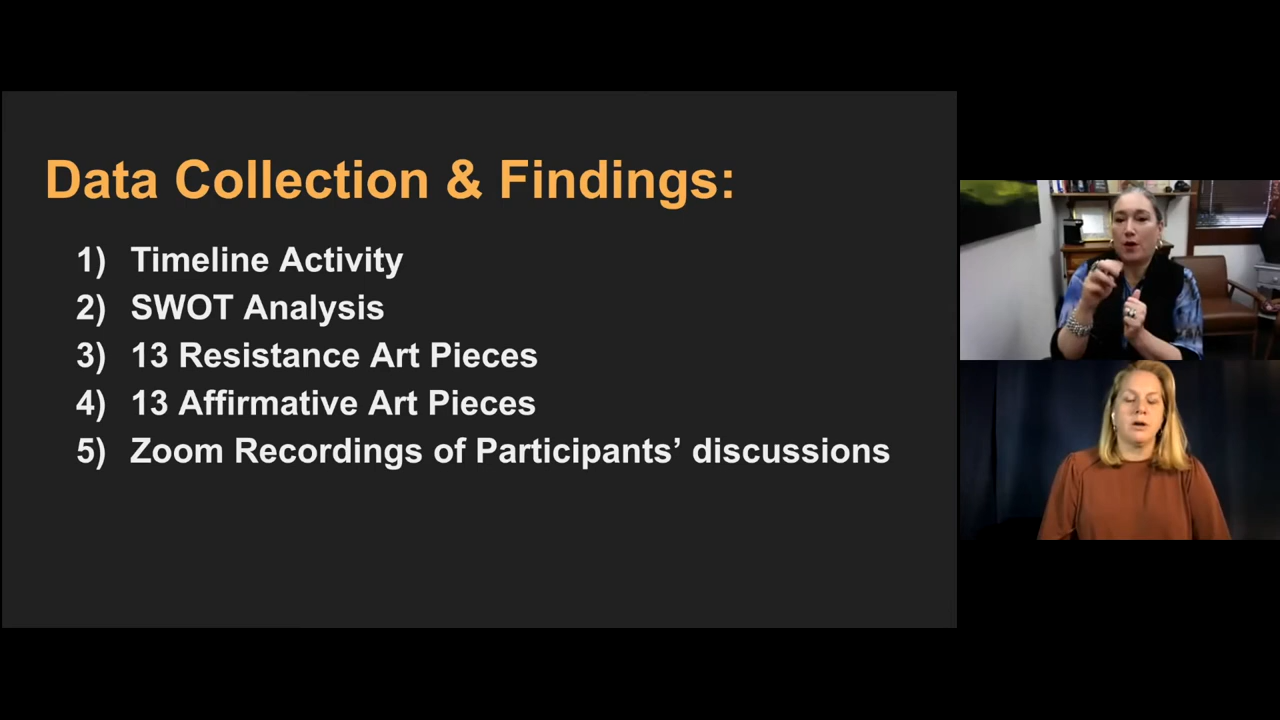 Data Collection & Findings:
1) Timeline Activity
2) SWOT Analysis
3) 13 Resistance Art Pieces
4) 13 Affirmative Art Pieces
5) Zoom Recordings of Participants’ discussions